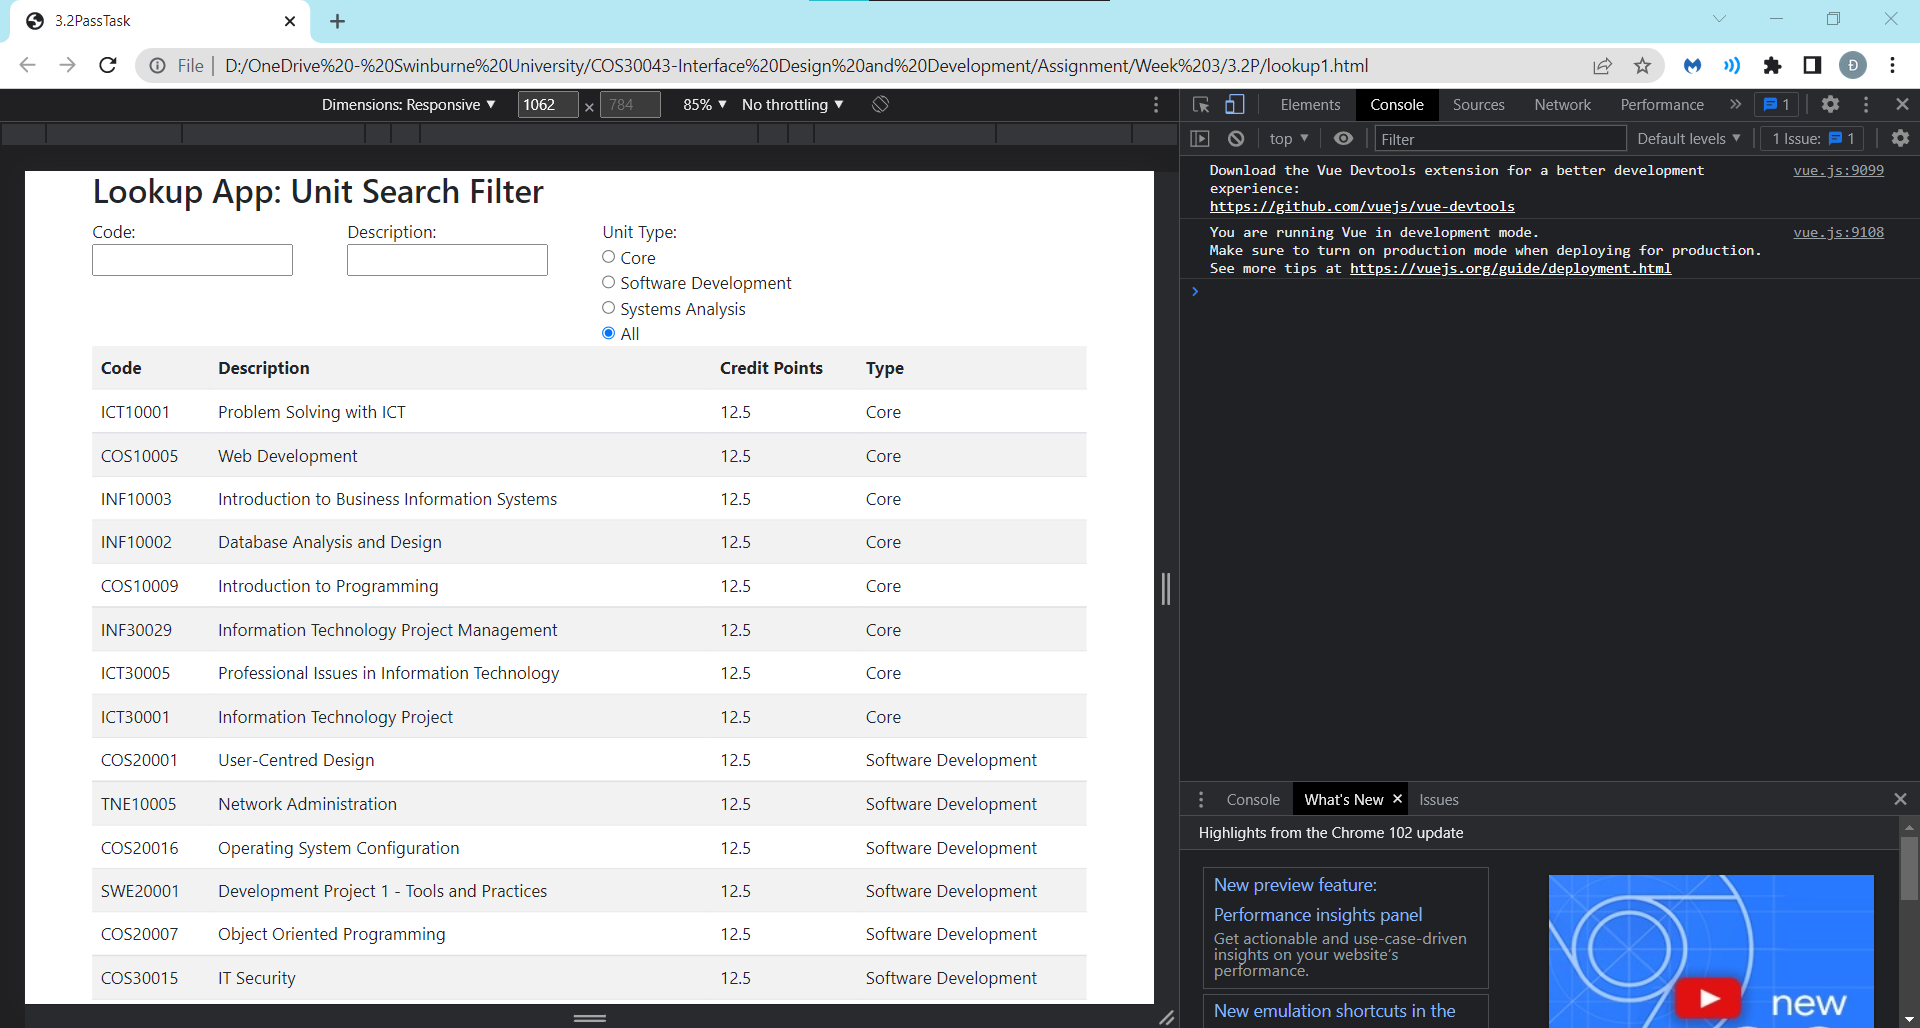 3.2PassTask
File | D:/OneDrive%20-%20Swinburne%20University/COS30043-Interface%20Design%20and%20Development/Assignment/Week%203/3.2P/lookup1.html
Đ
Dimensions: Responsive ▼ 1062 × 784 85% ▼ No throttling ▼
Elements Console Sources Network Performance » 1
top ▼ Filter Default levels ▼ 1 Issue: 1
Lookup App: Unit Search Filter
Code: Description: Unit Type:
Core
Software Development
Systems Analysis
All
Code Description Credit Points Type
ICT10001 Problem Solving with ICT 12.5 Core
COS10005 Web Development 12.5 Core
INF10003 Introduction to Business Information Systems 12.5 Core
INF10002 Database Analysis and Design 12.5 Core
COS10009 Introduction to Programming 12.5 Core
INF30029 Information Technology Project Management 12.5 Core
ICT30005 Professional Issues in Information Technology 12.5 Core
ICT30001 Information Technology Project 12.5 Core
COS20001 User-Centred Design 12.5 Software Development
TNE10005 Network Administration 12.5 Software Development
COS20016 Operating System Configuration 12.5 Software Development
SWE20001 Development Project 1 - Tools and Practices 12.5 Software Development
COS20007 Object Oriented Programming 12.5 Software Development
COS30015 IT Security 12.5 Software Development
Download the Vue Devtools extension for a better development vue.js:9099
experience:
https://github.com/vuejs/vue-devtools
You are running Vue in development mode. vue.js:9108
Make sure to turn on production mode when deploying for production.
See more tips at https://vuejs.org/guide/deployment.html
Console What's New Issues
Highlights from the Chrome 102 update
New preview feature:
Performance insights panel
Get actionable and use-case-driven
insights on your website's
performance.
New emulation shortcuts in the
new